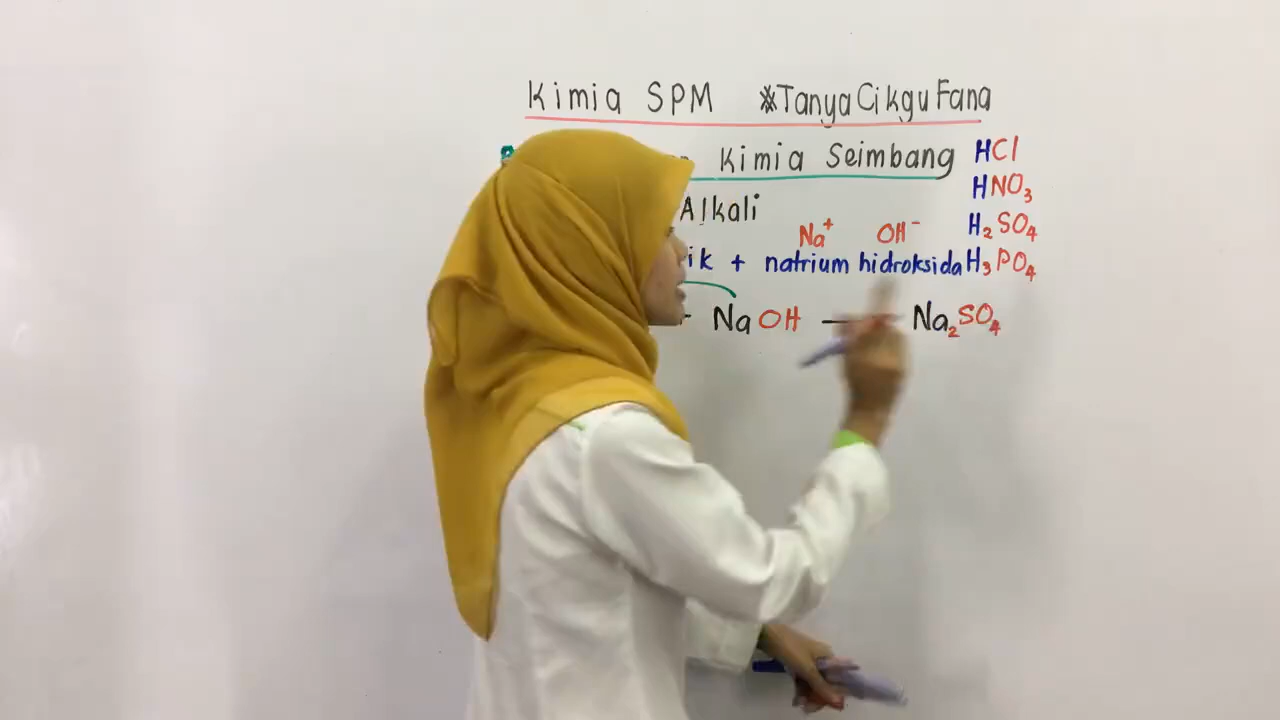 Kimia SPM *TanyaCikguFana
Kimia Seimbang
HCl
HNO₃
H₂SO₄
H₃PO₄
Alkali
Na⁺ OH⁻
ik + natrium hidroksida
NaOH → Na₂SO₄